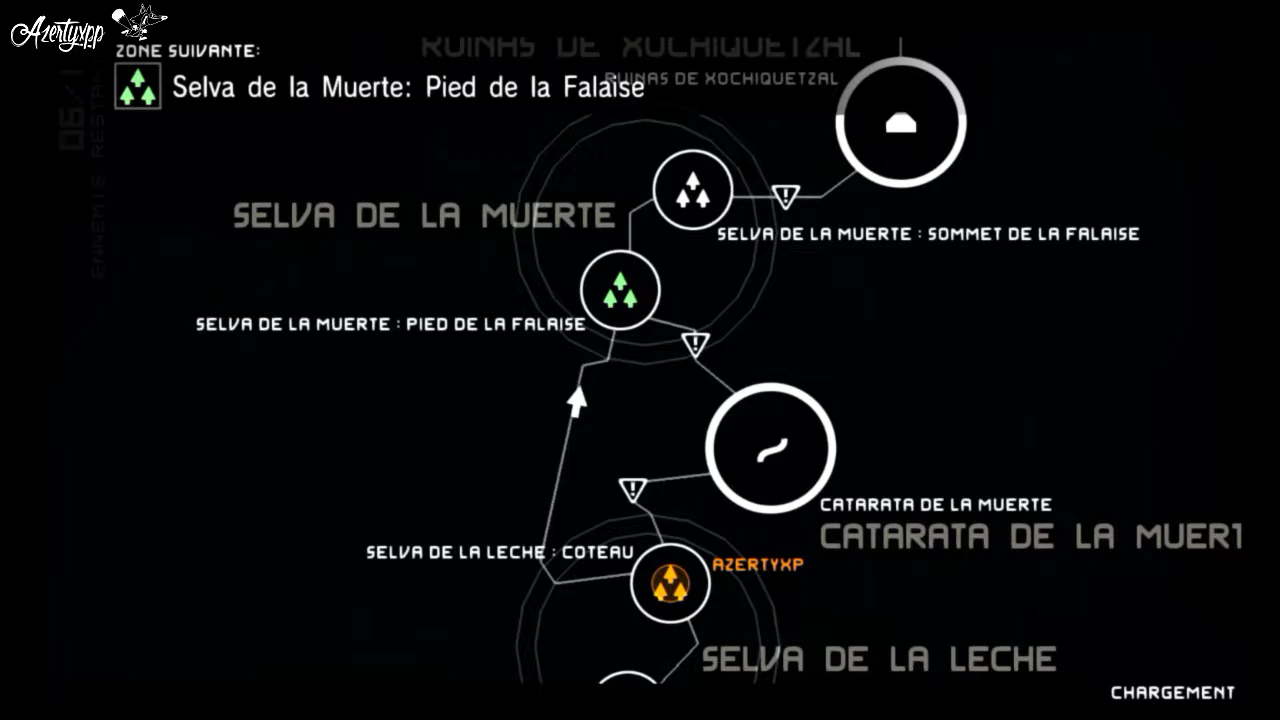 Azertyxpp
ZONE SUIVANTE:
Selva de la Muerte: Pied de la Falaise
RUINAS DE XOCHIQUETZAL
RUINAS DE XOCHIQUETZAL
SELVA DE LA MUERTE
SELVA DE LA MUERTE : SOMMET DE LA FALAISE
SELVA DE LA MUERTE : PIED DE LA FALAISE
CATARATA DE LA MUERTE
CATARATA DE LA MUERT
SELVA DE LA LECHE : COTEAU
AZERTYXP
SELVA DE LA LECHE
CHARGEMENT